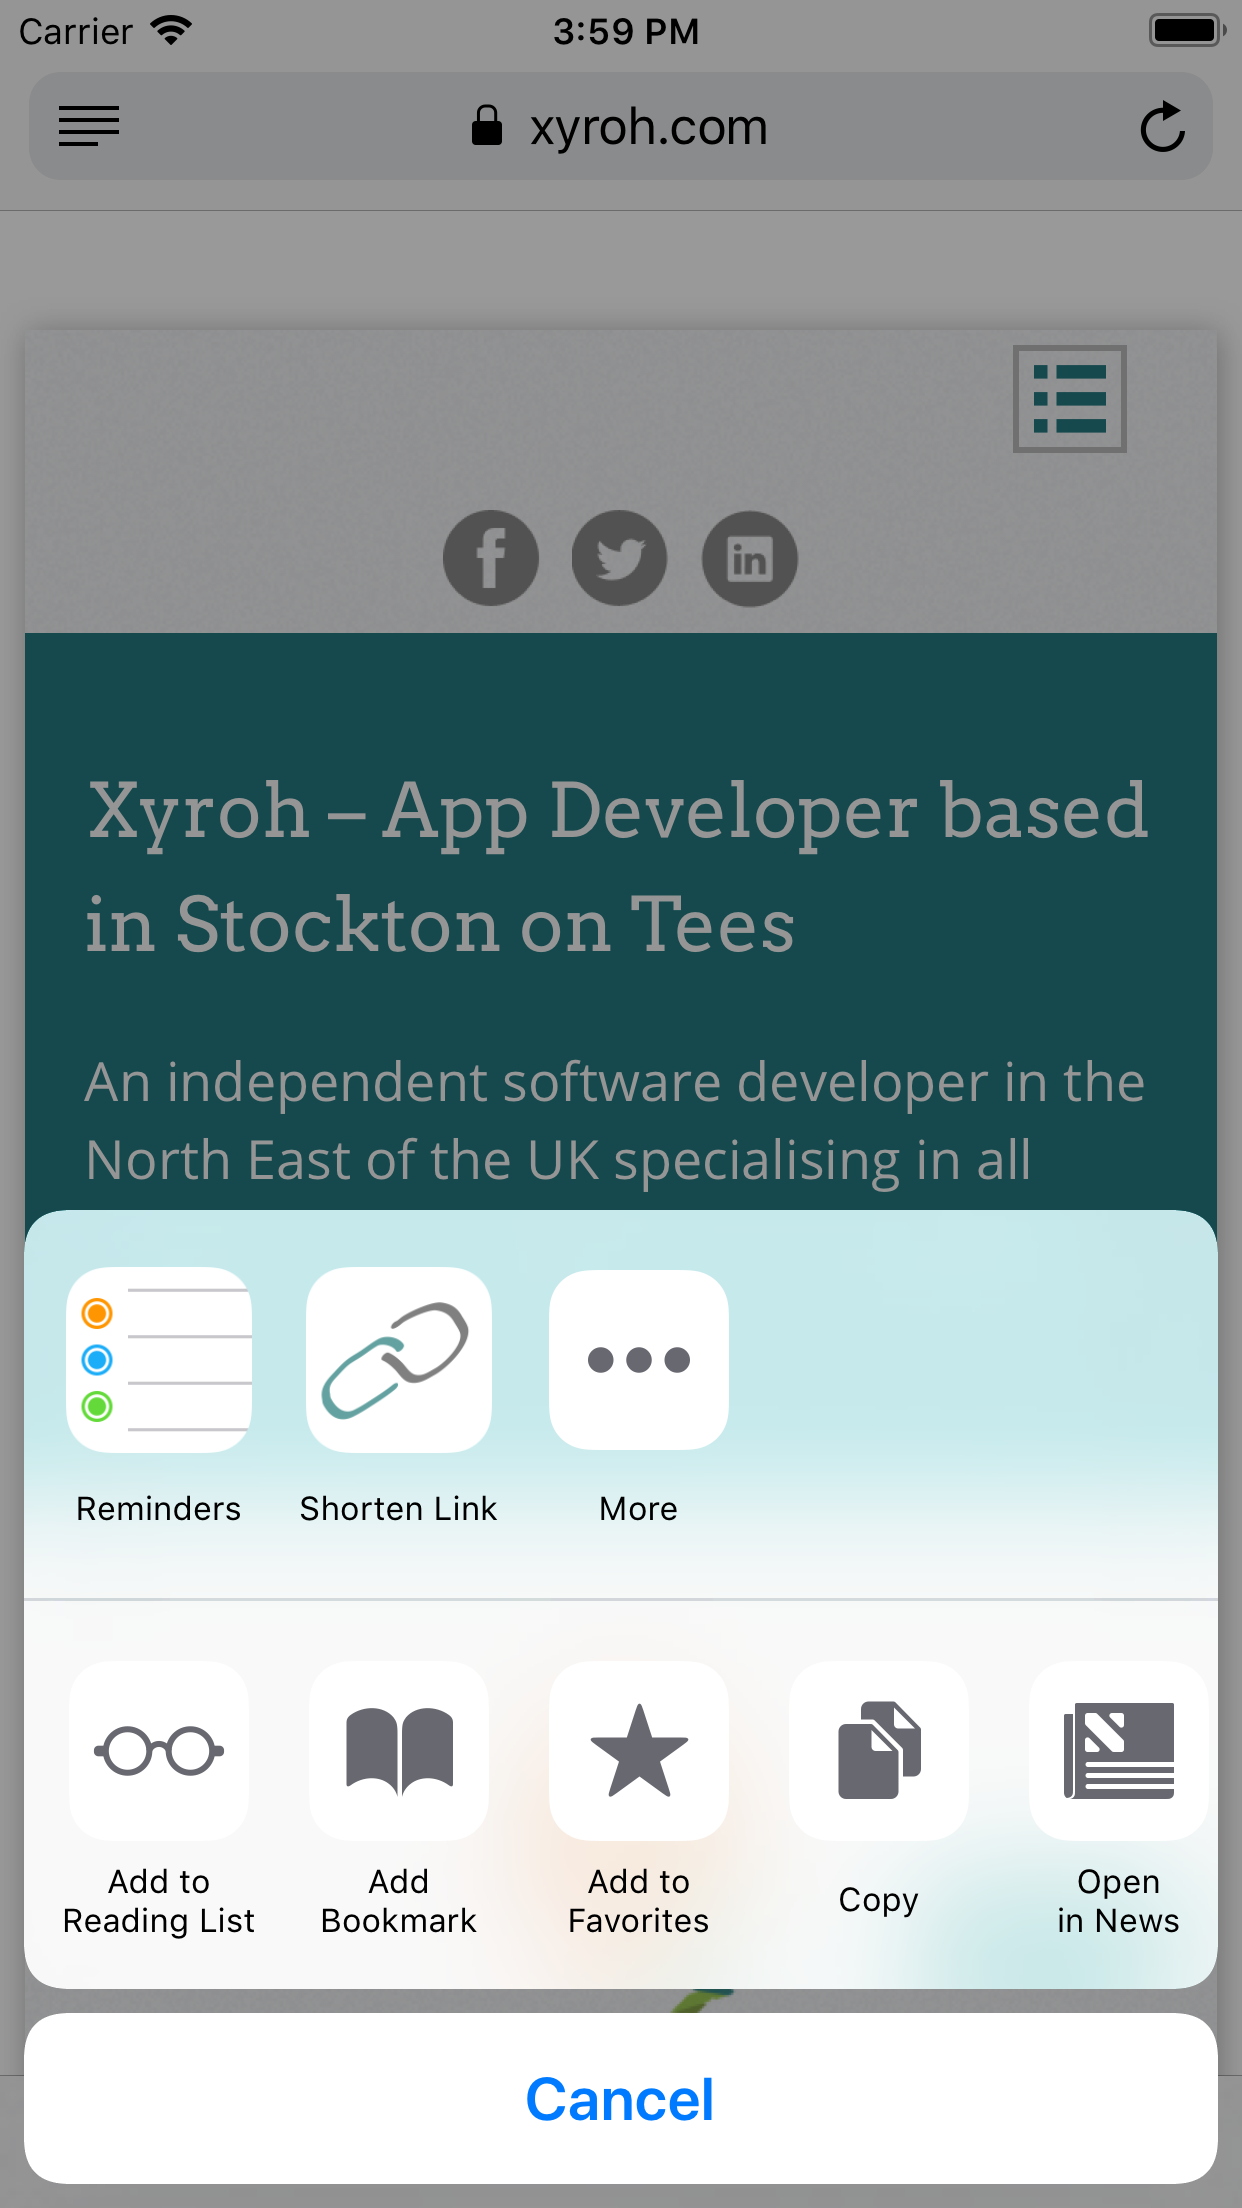 Carrier 3:59 PM
xyroh.com
Xyroh – App Developer based
in Stockton on Tees
An independent software developer in the
North East of the UK specialising in all
Reminders Shorten Link More
Add to Reading List
Add Bookmark
Add to Favorites
Copy
Open in News
Cancel